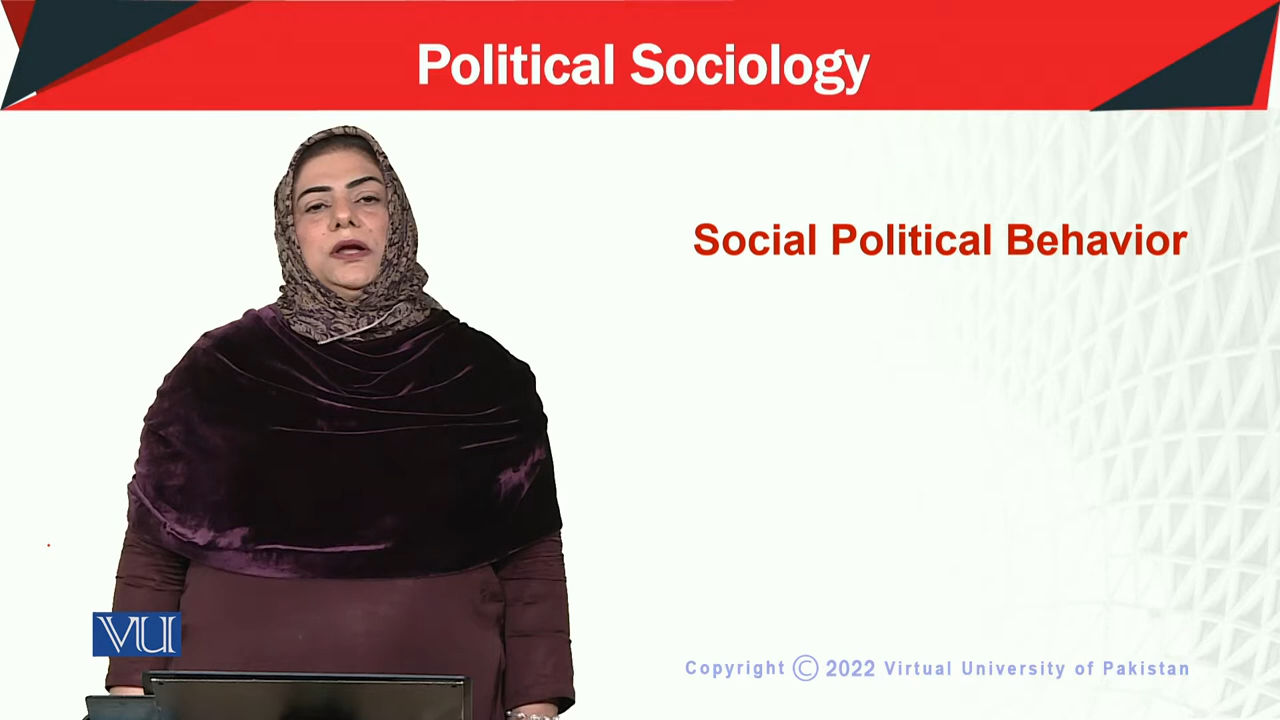 Political Sociology
Social Political Behavior
VU
Copyright © 2022 Virtual University of Pakistan